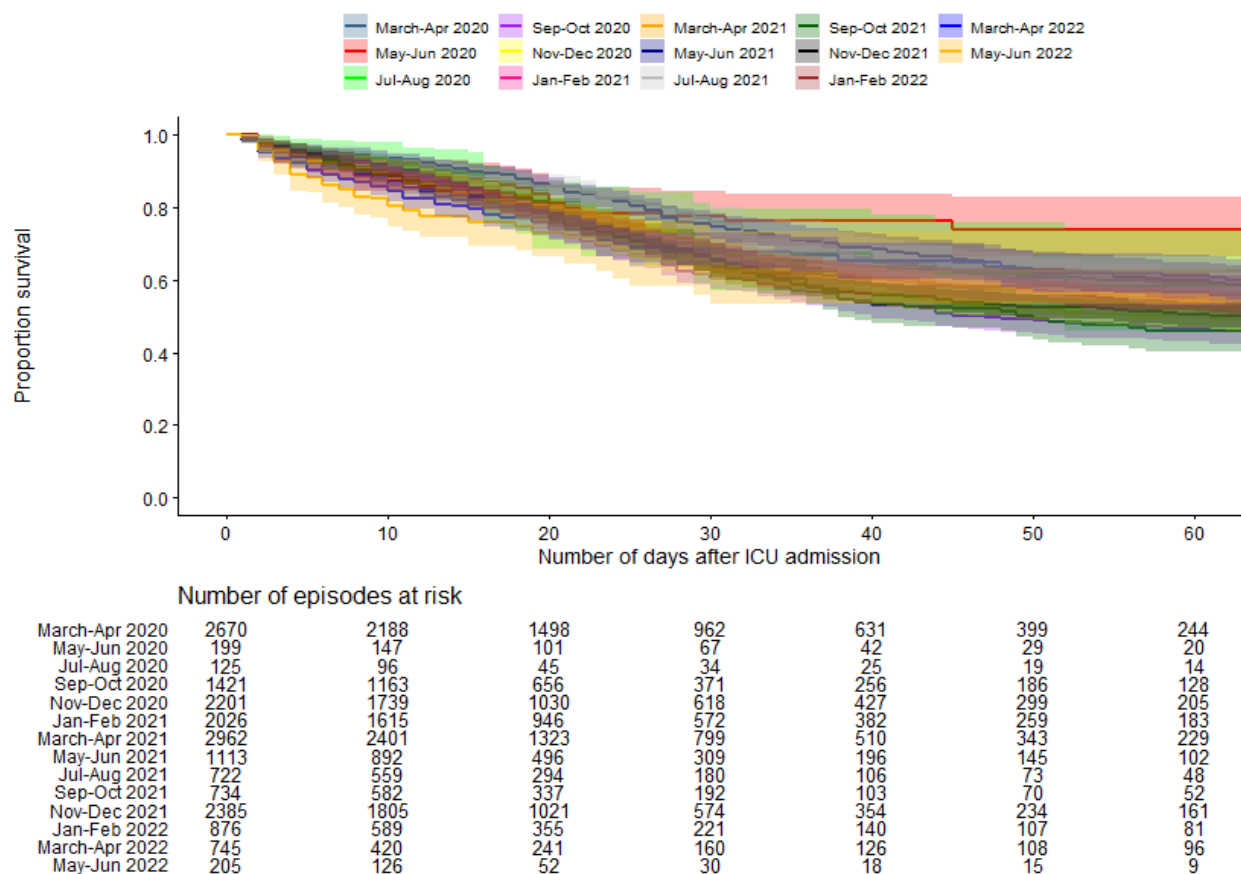 March-Apr 2020 Sep-Oct 2020 March-Apr 2021 Sep-Oct 2021 March-Apr 2022
May-Jun 2020 Nov-Dec 2020 May-Jun 2021 Nov-Dec 2021 May-Jun 2022
Jul-Aug 2020 Jan-Feb 2021 Jul-Aug 2021 Jan-Feb 2022
Proportion survival
1.0
0.8
0.6
0.4
0.2
0.0
0 10 20 30 40 50 60
Number of days after ICU admission
Number of episodes at risk
March-Apr 2020 2670 2188 1498 962 631 399 244
May-Jun 2020 199 147 101 67 42 29 20
Jul-Aug 2020 125 96 45 34 25 19 14
Sep-Oct 2020 1421 1163 656 371 256 186 128
Nov-Dec 2020 2201 1739 1030 618 427 299 205
Jan-Feb 2021 2026 1615 946 572 382 259 183
March-Apr 2021 2962 2401 1323 799 510 343 229
May-Jun 2021 1113 892 496 309 196 145 102
Jul-Aug 2021 722 559 294 180 106 73 48
Sep-Oct 2021 734 582 337 192 103 70 52
Nov-Dec 2021 2385 1805 1021 574 354 234 161
Jan-Feb 2022 876 589 355 221 140 107 81
March-Apr 2022 745 420 241 160 126 108 96
May-Jun 2022 205 126 52 30 18 15 9